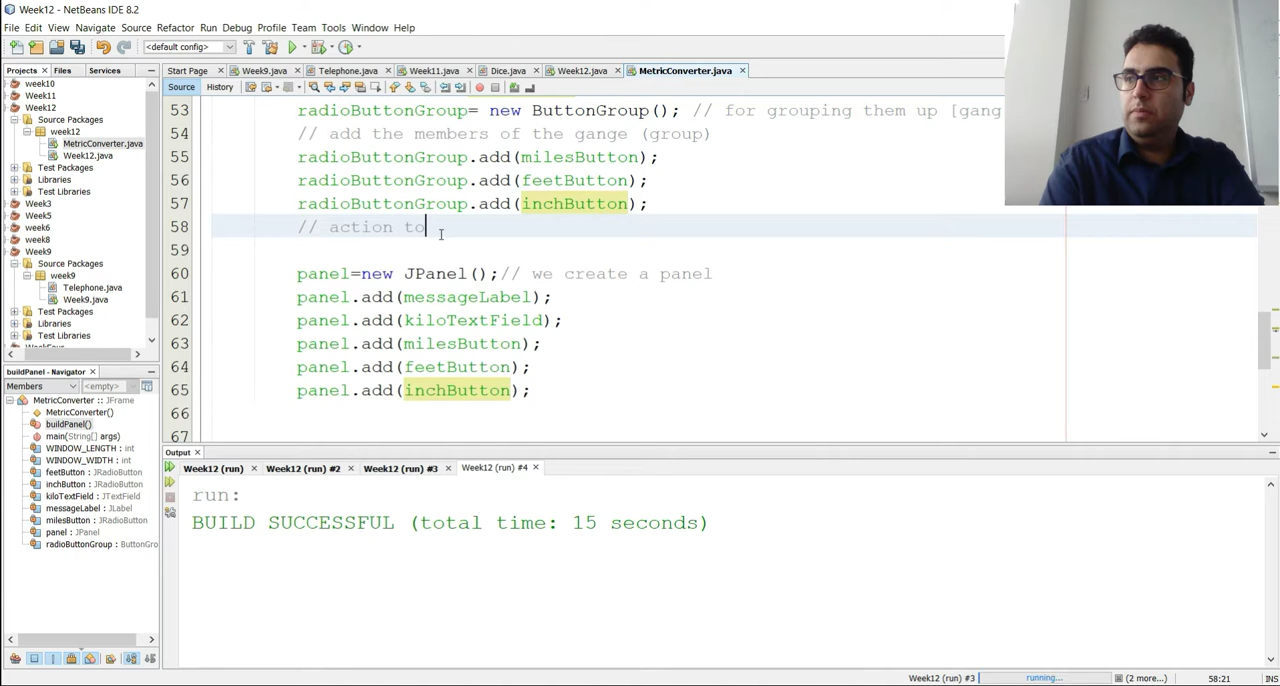 Week12 - NetBeans IDE 8.2
File Edit View Navigate Source Refactor Run Debug Profile Team Tools Window Help
<default config>
Projects Files Services
Start Page Week9.java Telephone.java Week11.java Dice.java Week12.java MetricConverter.java
Source History
week10
Week11
Week12
Source Packages
week12
MetricConverter.java
Week12.java
Test Packages
Libraries
Test Libraries
Week3
Week5
week6
week8
Week9
Source Packages
week9
Telephone.java
Week9.java
Test Packages
Libraries
Test Libraries
53 radioButtonGroup= new ButtonGroup(); // for grouping them up [gang
54 // add the members of the gange (group)
55 radioButtonGroup.add(milesButton);
56 radioButtonGroup.add(feetButton);
57 radioButtonGroup.add(inchButton);
58 // action to
59
60 panel=new JPanel();// we create a panel
61 panel.add(messageLabel);
62 panel.add(kiloTextField);
63 panel.add(milesButton);
64 panel.add(feetButton);
65 panel.add(inchButton);
66
67
buildPanel() - Navigator
Members <empty>
MetricConverter :: JFrame
MetricConverter()
buildPanel()
main(String[] args)
WINDOW_LENGTH : int
WINDOW_WIDTH : int
feetButton : JRadioButton
inchButton : JRadioButton
kiloTextField : JTextField
messageLabel : JLabel
milesButton : JRadioButton
panel : JPanel
radioButtonGroup : ButtonGro
Output
Week12 (run) Week12 (run) #2 Week12 (run) #3 Week12 (run) #4
run:
BUILD SUCCESSFUL (total time: 15 seconds)
Week12 (run) #3 running... (2 more...) 58:21 INS